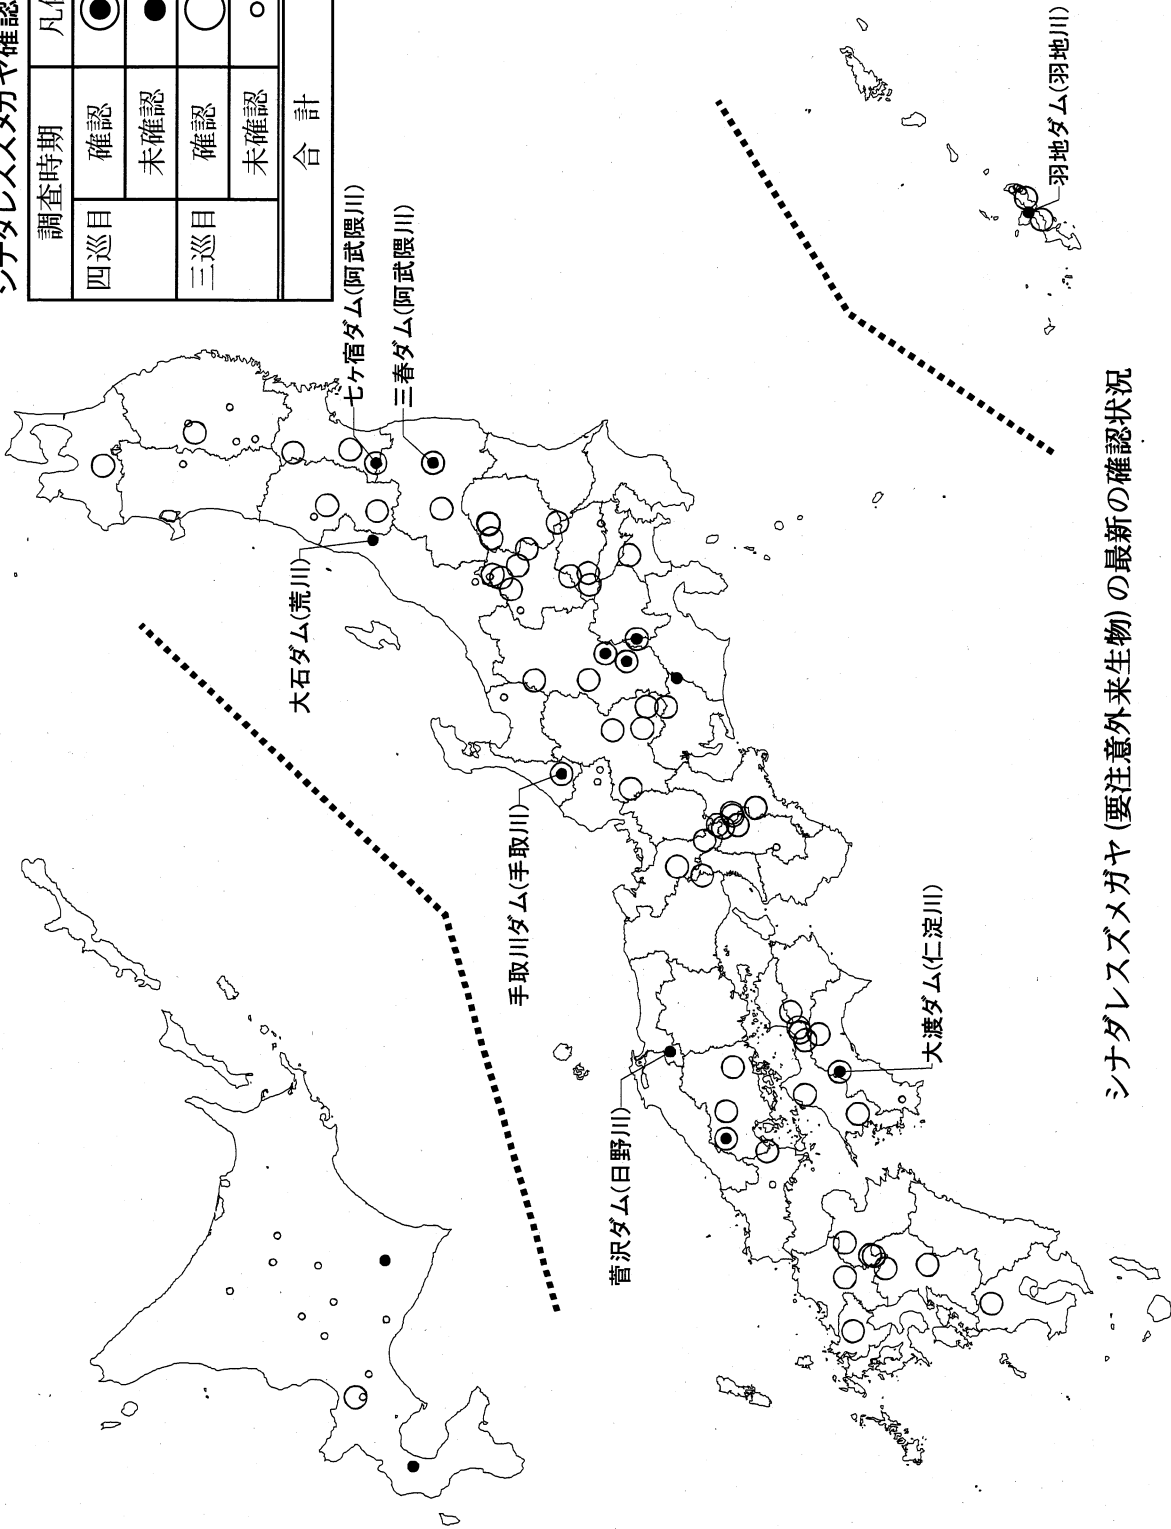 シナダレスズメガヤ確認
調査時期
四巡目
確認
未確認
三巡目
確認
未確認
合 計
七ヶ宿ダム(阿武隈川)
三春ダム(阿武隈川)
大石ダム(荒川)
手取川ダム(手取川)
菅沢ダム(日野川)
大渡ダム(仁淀川)
羽地ダム(羽地川)
シナダレスズメガヤ (要注意外来生物) の最新の確認状況